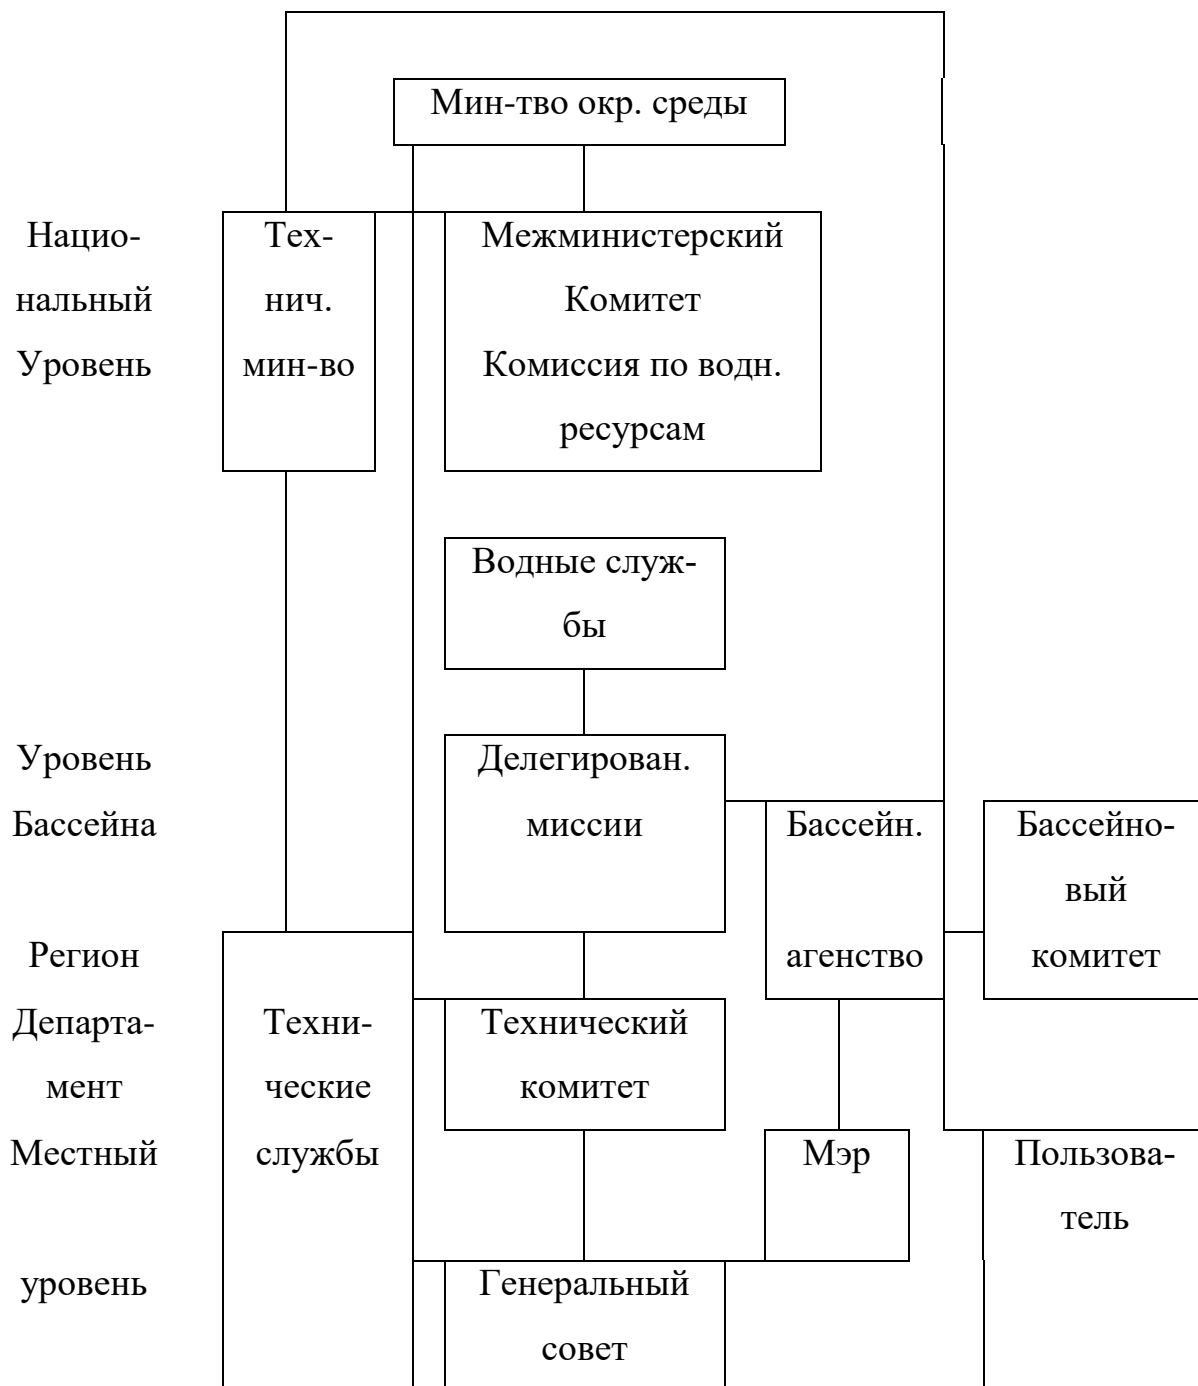 Мин-тво окр. среды
Нацио-
нальный
Уровень
Тех-
нич.
мин-во
Межминистерский
Комитет
Комиссия по водн.
ресурсам
Водные служ-
бы
Уровень
Бассейна
Делегирован.
миссии
Бассейн.
агенство
Бассейно-
вый
комитет
Регион
Департа-
мент
Местный
уровень
Техни-
ческие
службы
Технический
комитет
Мэр
Пользова-
тель
Генеральный
совет